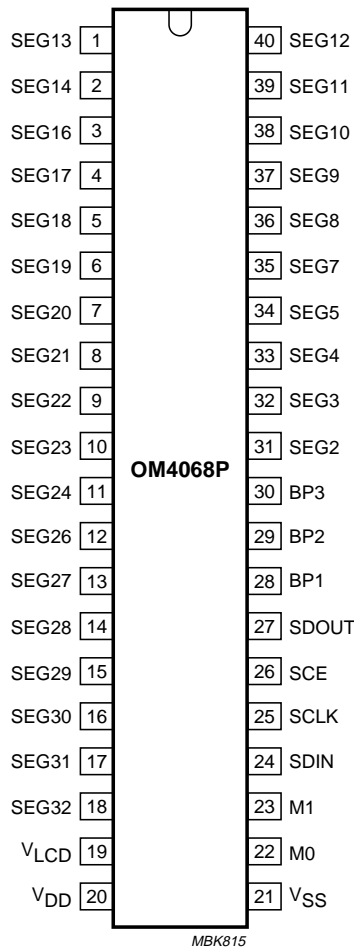 SEG13 1 40 SEG12
SEG14 2 39 SEG11
SEG16 3 38 SEG10
SEG17 4 37 SEG9
SEG18 5 36 SEG8
SEG19 6 35 SEG7
SEG20 7 34 SEG5
SEG21 8 33 SEG4
SEG22 9 32 SEG3
SEG23 10 31 SEG2
OM4068P
SEG24 11 30 BP3
SEG26 12 29 BP2
SEG27 13 28 BP1
SEG28 14 27 SDOUT
SEG29 15 26 SCE
SEG30 16 25 SCLK
SEG31 17 24 SDIN
SEG32 18 23 M1
VLCD 19 22 M0
VDD 20 21 VSS
MBK815